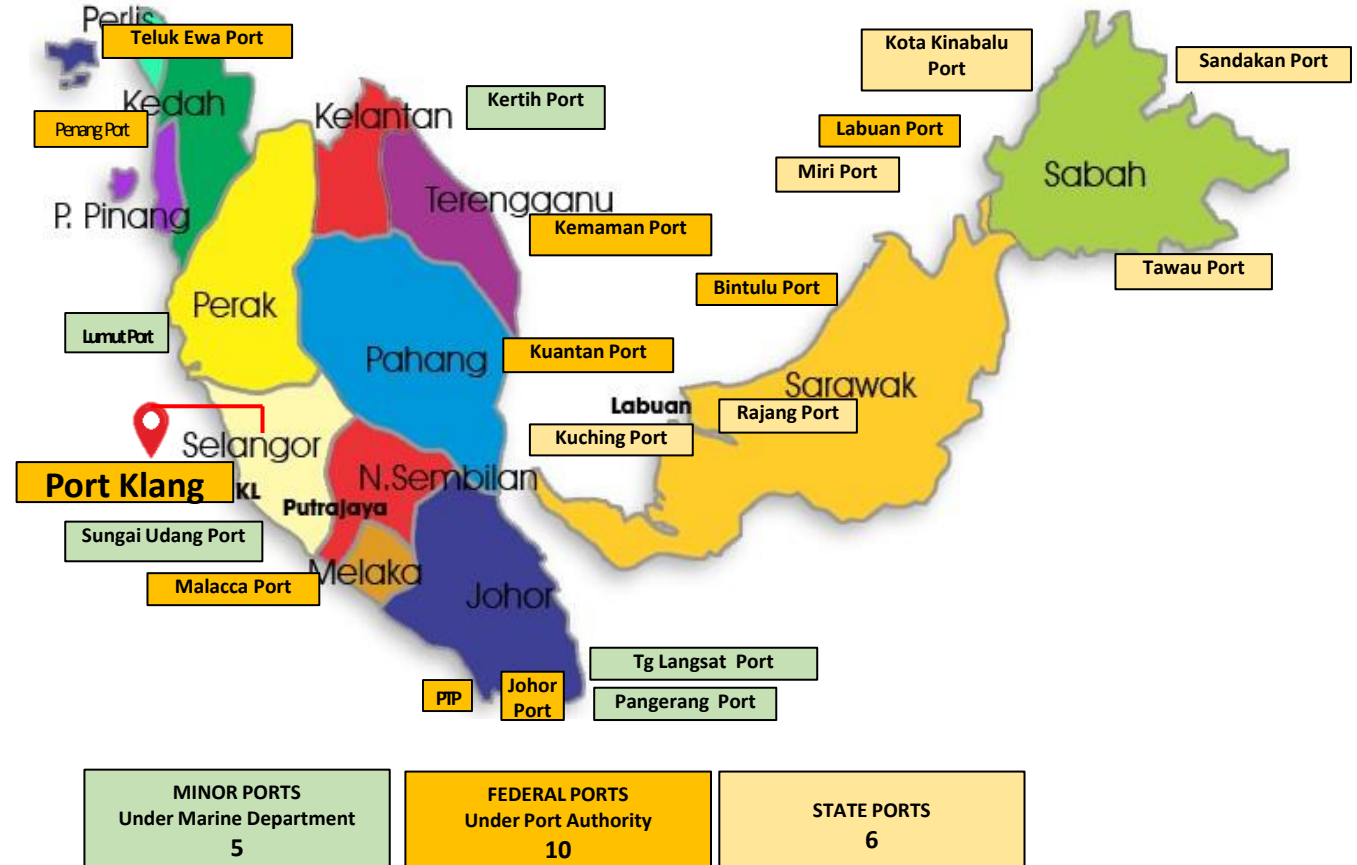 Perlis
Teluk Ewa Port
Kedah
Penang Port
P. Pinang
Kelantan
Kertih Port
Terengganu
Kemaman Port
Perak
Lumut Port
Pahang
Kuantan Port
Selangor
Port Klang
KL
Putrajaya
N.Sembilan
Sungai Udang Port
Malacca Port
Melaka
Johor
Tg Langsat Port
PTP
Johor
Port
Pangerang Port
Kota Kinabalu
Port
Sandakan Port
Labuan Port
Miri Port
Sabah
Tawau Port
Bintulu Port
Sarawak
Labuan
Rajang Port
Kuching Port
MINOR PORTS
Under Marine Department
5
FEDERAL PORTS
Under Port Authority
10
STATE PORTS
6